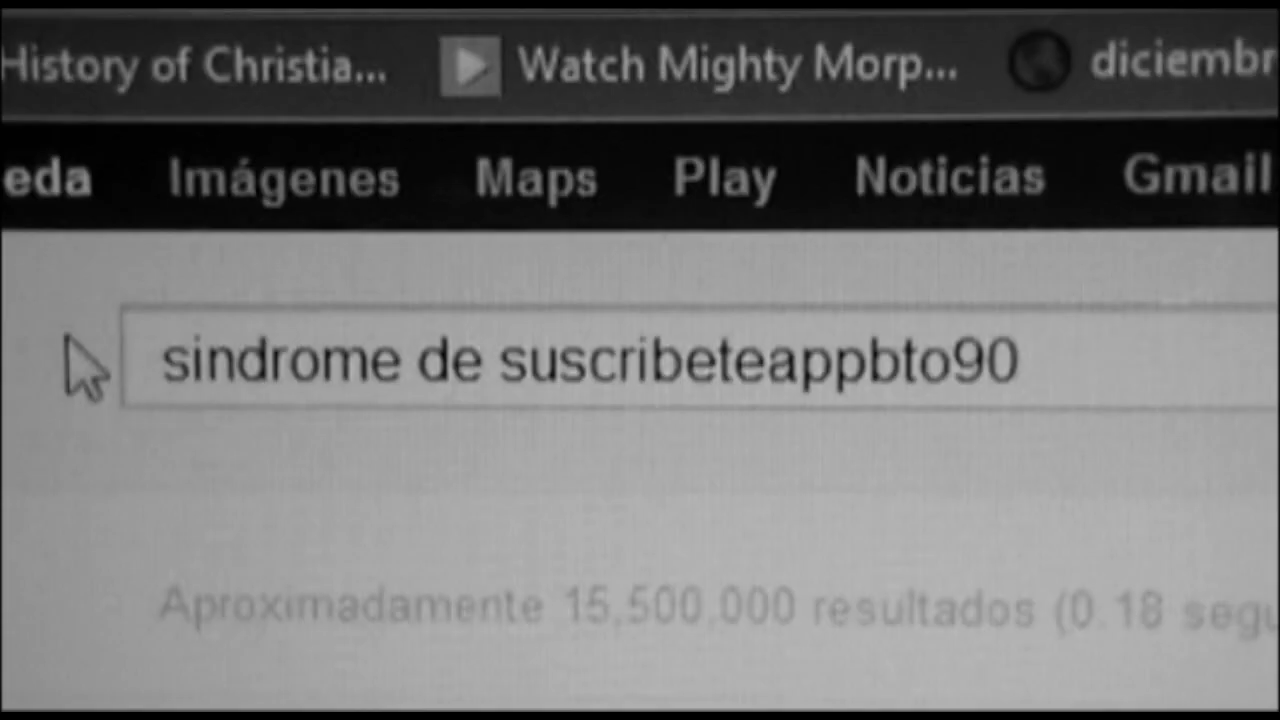 History of Christia... Watch Mighty Morp... diciembr
eda Imágenes Maps Play Noticias Gmail
sindrome de suscribeteappbto90
Aproximadamente 15,500,000 resultados (0.18 segu